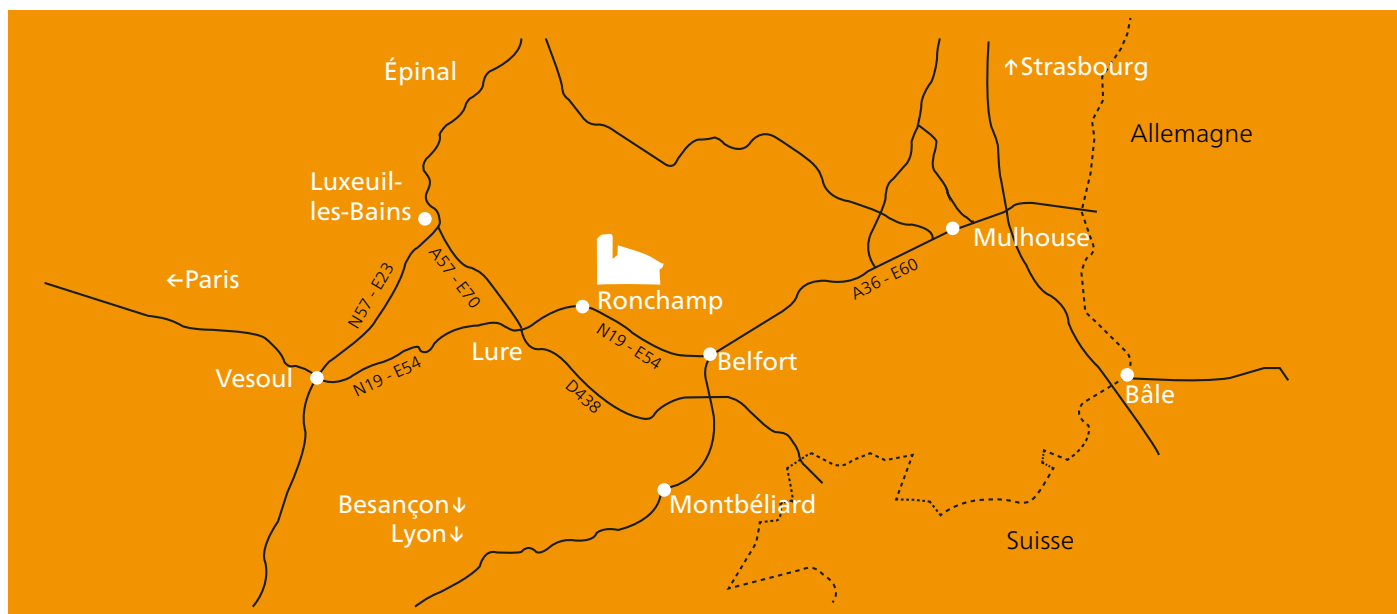 Épinal
↑Strasbourg
Allemagne
Luxeuil-
les-Bains
Mulhouse
←Paris
N57 - E23
A57 - E70
A36 - E60
Ronchamp
N19 - E54
Lure
Belfort
Vesoul
N19 - E54
D438
Bâle
Besançon↓
Lyon↓
Montbéliard
Suisse